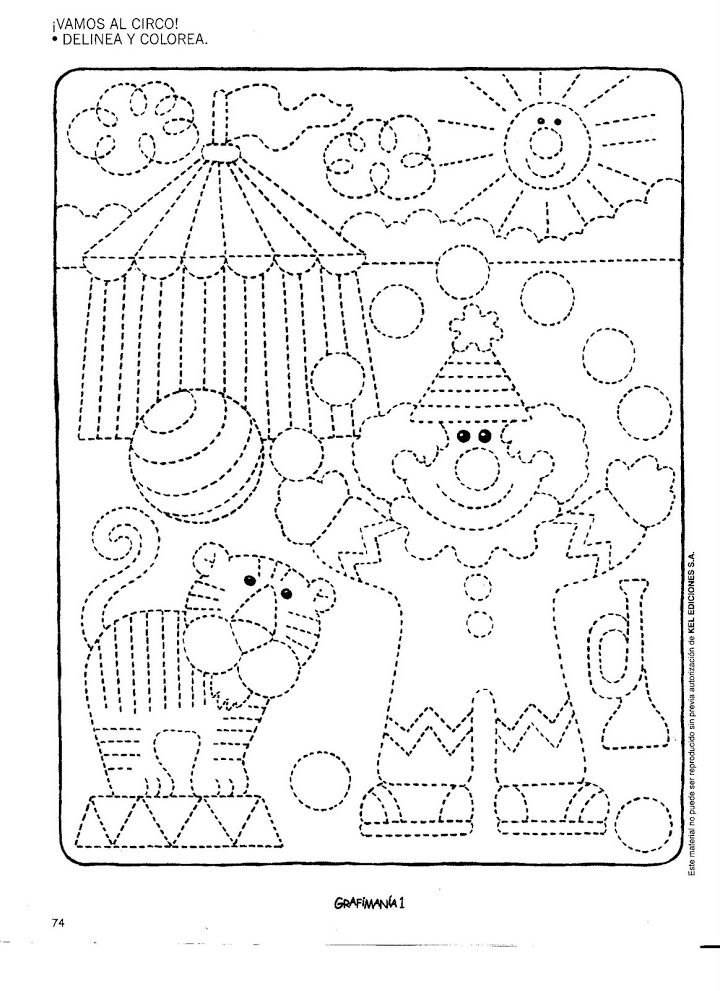 ¡VAMOS AL CIRCO!
• DELINEA Y COLOREA.
Este material no puede ser reproducido sin previa autorización de KEL EDICIONES S.A.
GRAFIMANÍA 1
74